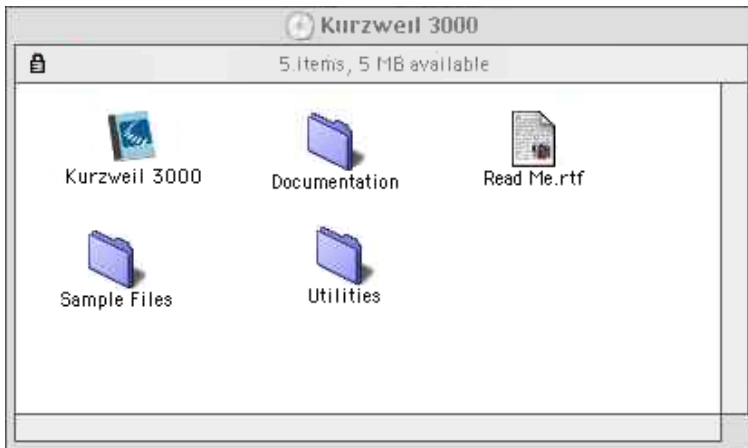 Kurzweil 3000
5 items, 5 MB available
Kurzweil 3000
Documentation
Read Me.rtf
Sample Files
Utilities